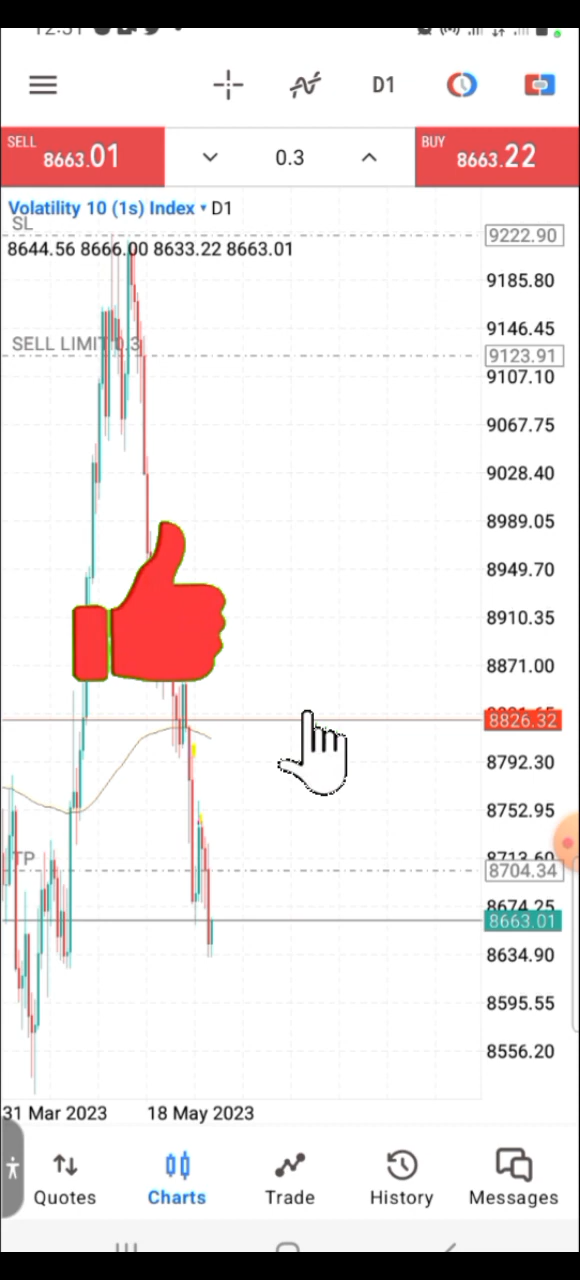 12:51
D1
SELL
8663.01
0.3
BUY
8663.22
Volatility 10 (1s) Index ▾ D1
SL
8644.56 8666.00 8633.22 8663.01
9222.90
9185.80
9146.45
SELL LIMIT 0.3
9123.91
9107.10
9067.75
9028.40
8989.05
8949.70
8910.35
8871.00
8826.32
8792.30
8752.95
8713.60
TP
8704.34
8674.25
8663.01
8634.90
8595.55
8556.20
31 Mar 2023
18 May 2023
Quotes
Charts
Trade
History
Messages